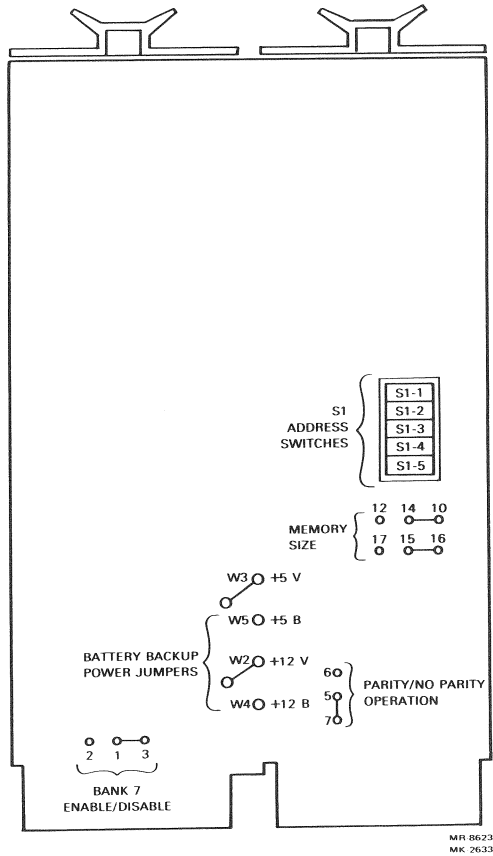 S1
ADDRESS
SWITCHES
S1-1
S1-2
S1-3
S1-4
S1-5
MEMORY
SIZE
12 14 10
17 15 16
W3 +5 V
W5 +5 B
BATTERY BACKUP
POWER JUMPERS
W2 +12 V
W4 +12 B
6
5
7
PARITY/NO PARITY
OPERATION
2 1 3
BANK 7
ENABLE/DISABLE
MR-8623
MK-2633